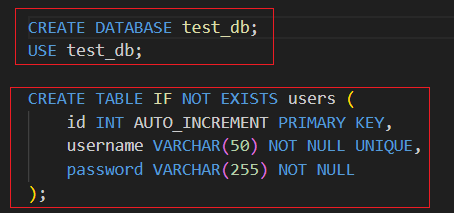 CREATE DATABASE test_db;
USE test_db;
CREATE TABLE IF NOT EXISTS users (
    id INT AUTO_INCREMENT PRIMARY KEY,
    username VARCHAR(50) NOT NULL UNIQUE,
    password VARCHAR(255) NOT NULL
);